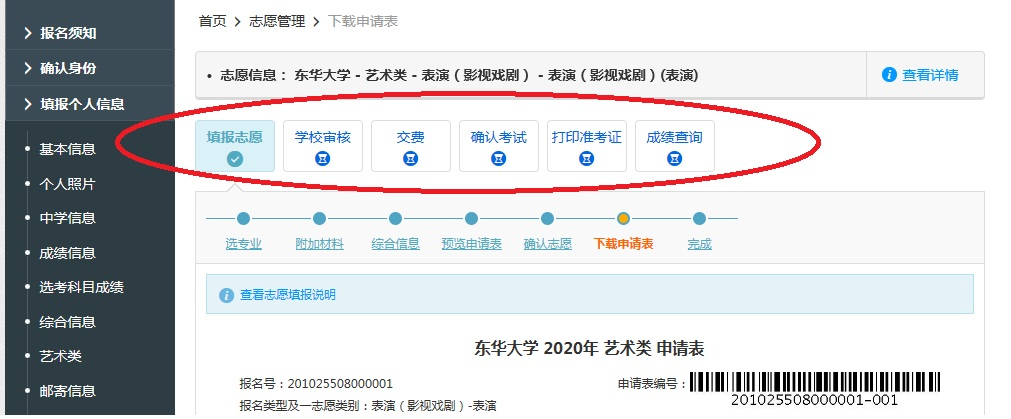 首页 > 志愿管理 > 下载申请表
报名须知
确认身份
填报个人信息
基本信息
个人照片
中学信息
成绩信息
选考科目成绩
综合信息
艺术类
邮寄信息
• 志愿信息： 东华大学 - 艺术类 - 表演（影视戏剧） - 表演（影视戏剧）(表演)
查看详情
填报志愿 学校审核 交费 确认考试 打印准考证 成绩查询
选专业 附加材料 综合信息 预览申请表 确认志愿 下载申请表 完成
查看志愿填报说明
东华大学 2020年 艺术类 申请表
报名号：201025508000001
申请表编号：
201025508000001-001
报名类型及一志愿类别：表演（影视戏剧）-表演